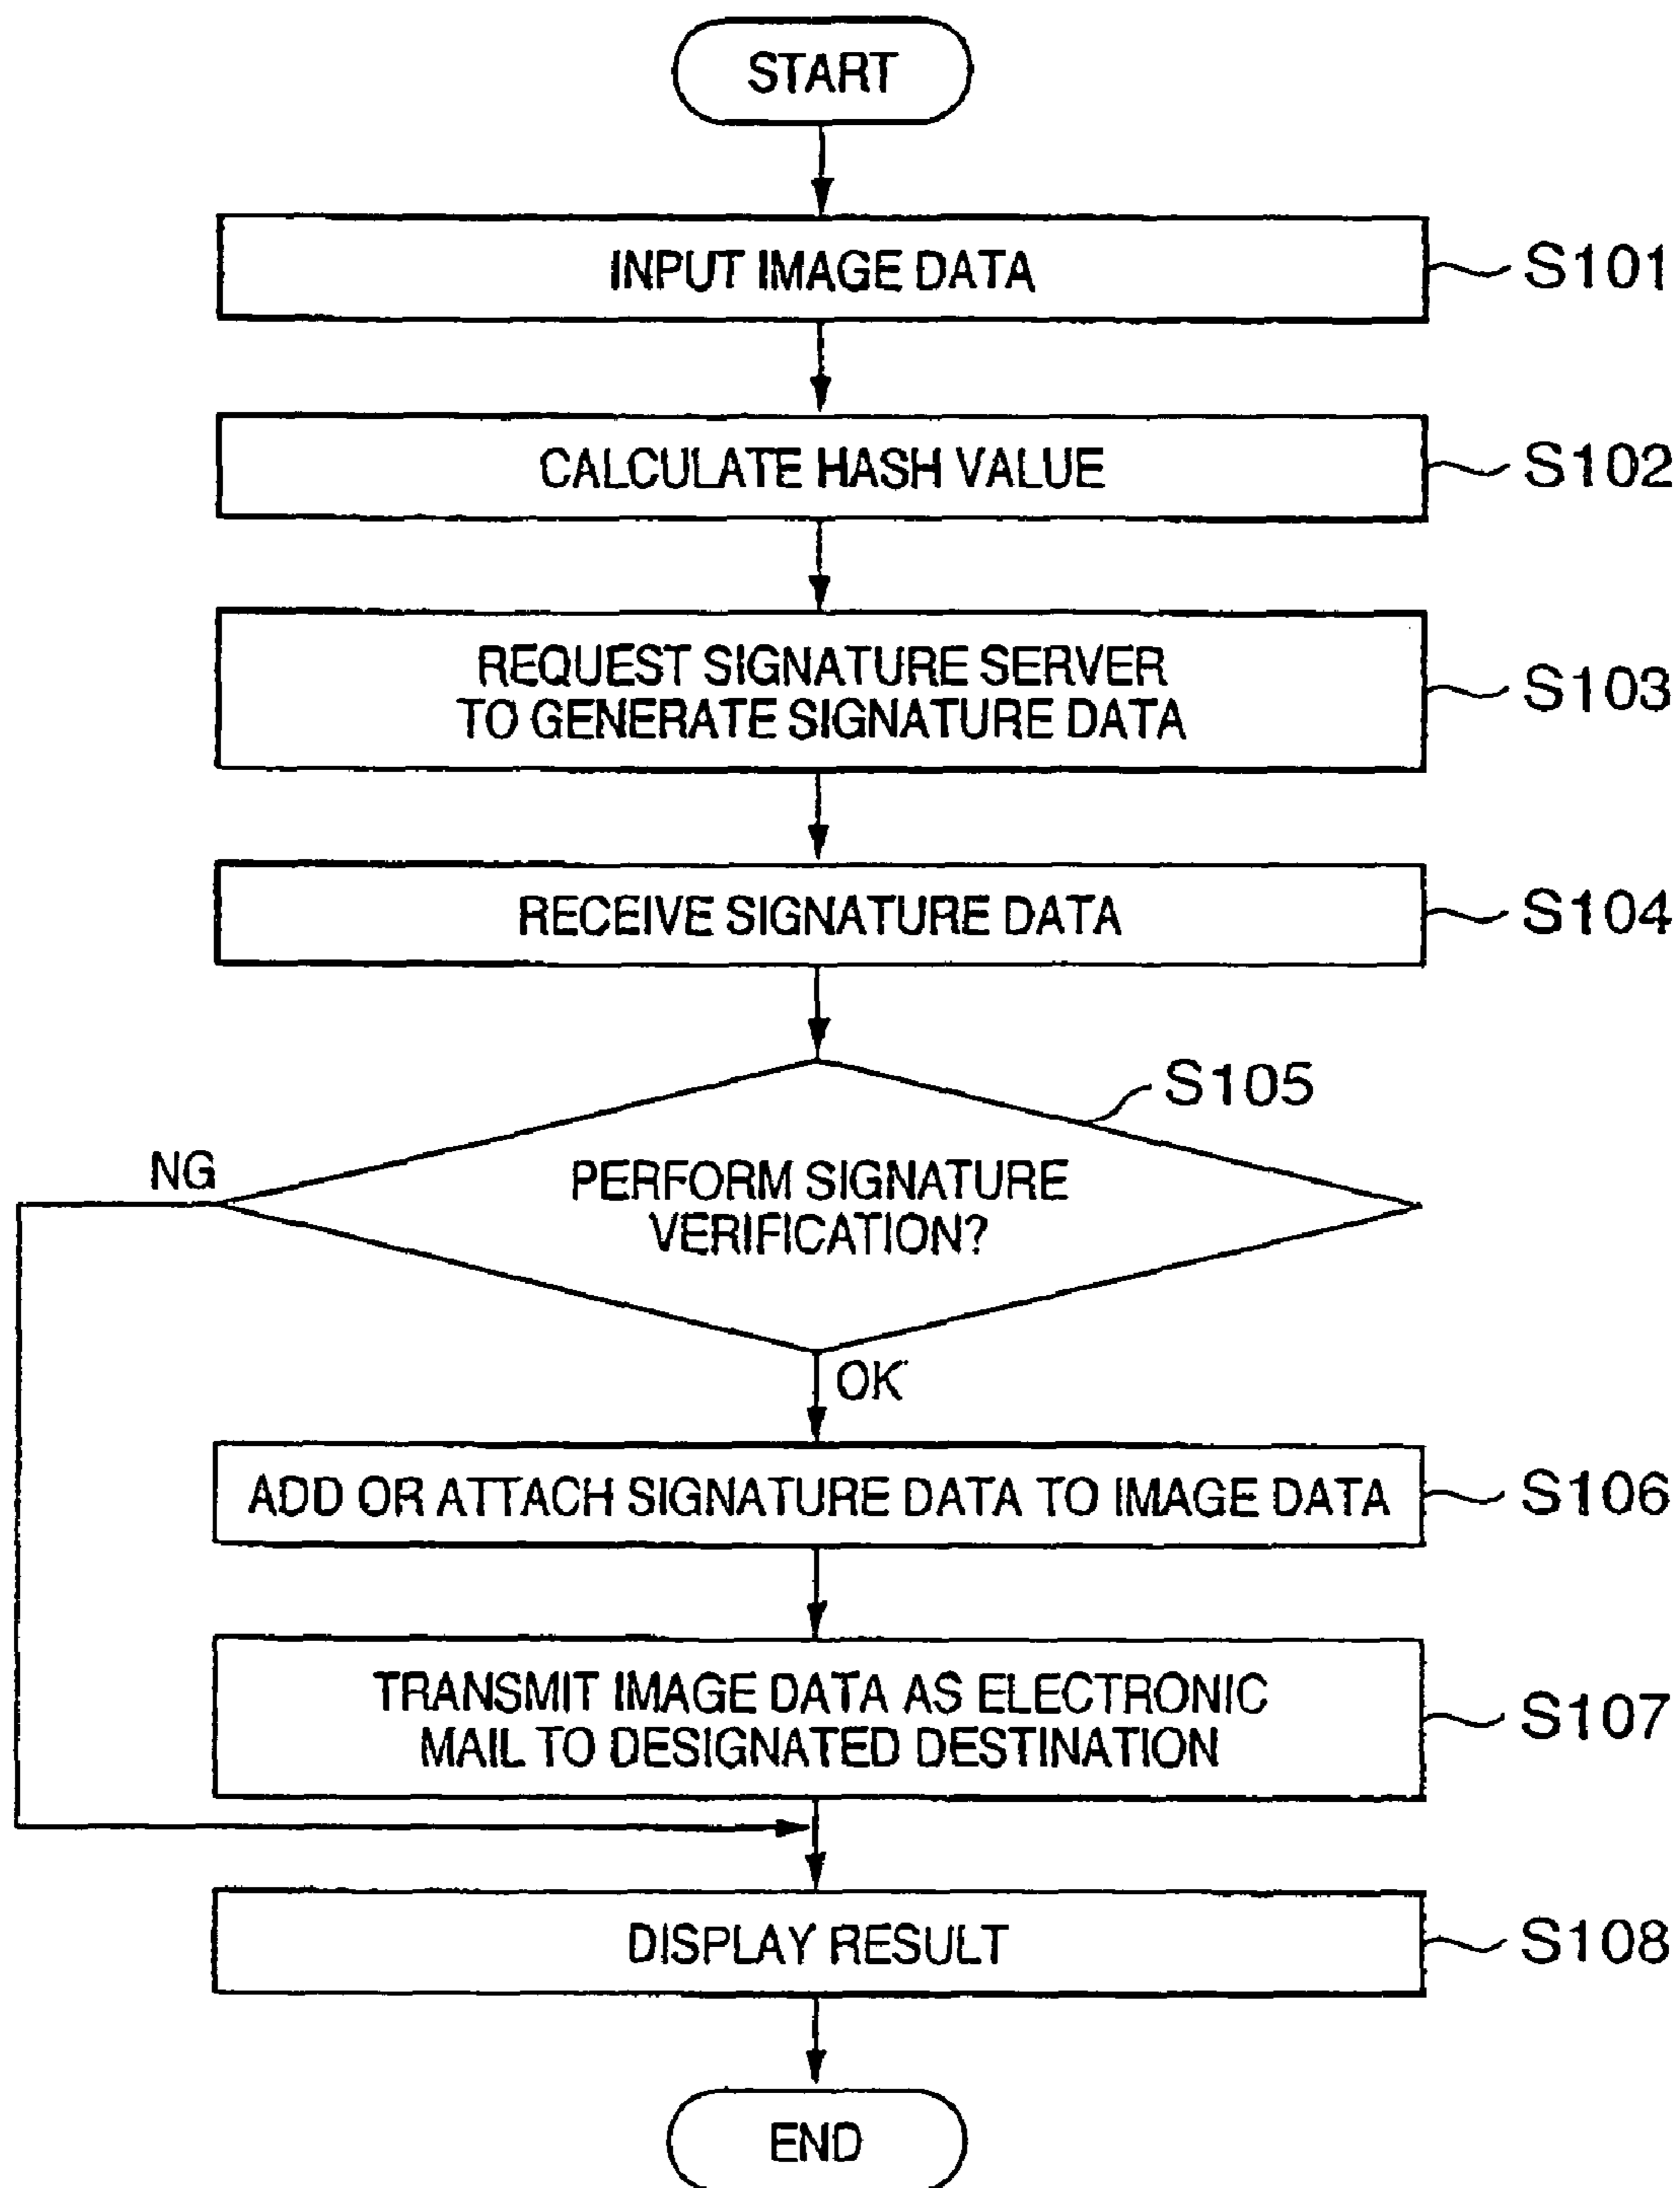 START
INPUT IMAGE DATA
S101
CALCULATE HASH VALUE
S102
REQUEST SIGNATURE SERVER
TO GENERATE SIGNATURE DATA
S103
RECEIVE SIGNATURE DATA
S104
S105
NG
PERFORM SIGNATURE
VERIFICATION?
OK
ADD OR ATTACH SIGNATURE DATA TO IMAGE DATA
S106
TRANSMIT IMAGE DATA AS ELECTRONIC
MAIL TO DESIGNATED DESTINATION
S107
DISPLAY RESULT
S108
END